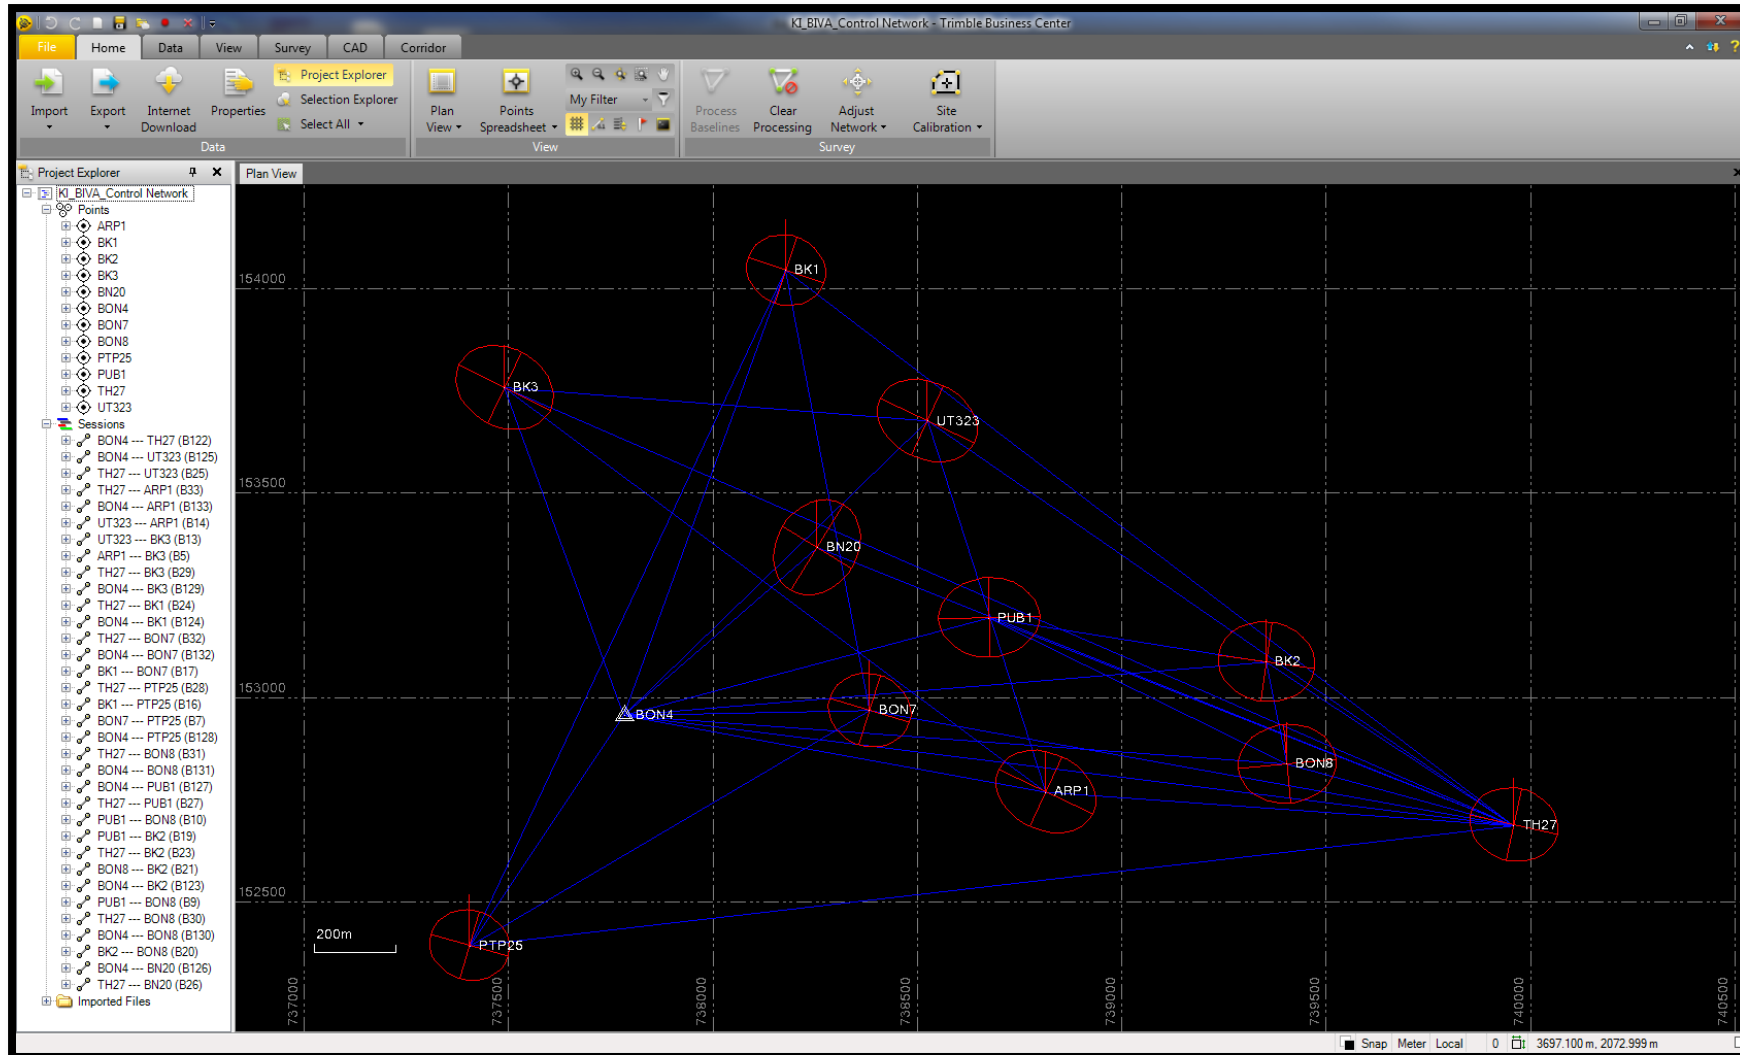 KI_BIVA_Control Network - Trimble Business Center
File Home Data View Survey CAD Corridor
Import Export Internet Download Properties
Project Explorer
Selection Explorer
Select All
Plan View Points Spreadsheet
My Filter
Process Baselines Clear Processing Adjust Network Site Calibration
Data View Survey
Project Explorer
Plan View
KI_BIVA_Control Network
Points
ARP1
BK1
BK2
BK3
BN20
BON4
BON7
BON8
PTP25
PUB1
TH27
UT323
Sessions
BON4 --- TH27 (B122)
BON4 --- UT323 (B125)
TH27 --- UT323 (B25)
TH27 --- ARP1 (B33)
BON4 --- ARP1 (B133)
UT323 --- ARP1 (B14)
UT323 --- BK3 (B13)
ARP1 --- BK3 (B5)
TH27 --- BK3 (B29)
BON4 --- BK3 (B129)
TH27 --- BK1 (B24)
BON4 --- BK1 (B124)
TH27 --- BON7 (B32)
BON4 --- BON7 (B132)
BK1 --- BON7 (B17)
TH27 --- PTP25 (B28)
BK1 --- PTP25 (B16)
BON7 --- PTP25 (B7)
BON4 --- PTP25 (B128)
TH27 --- BON8 (B31)
BON4 --- BON8 (B131)
BON4 --- PUB1 (B127)
TH27 --- PUB1 (B27)
PUB1 --- BON8 (B10)
PUB1 --- BK2 (B19)
TH27 --- BK2 (B23)
BON8 --- BK2 (B21)
BON4 --- BK2 (B123)
PUB1 --- BON8 (B9)
TH27 --- BON8 (B30)
BON4 --- BON8 (B130)
BK2 --- BON8 (B20)
BON4 --- BN20 (B126)
TH27 --- BN20 (B26)
Imported Files
154000
153500
153000
152500
BK1
BK3
UT323
BN20
PUB1
BK2
BON7
BON4
BON8
ARP1
TH27
PTP25
200m
737000
737500
738000
738500
739000
739500
740000
740500
Snap Meter Local 0 3697.100 m, 2072.999 m